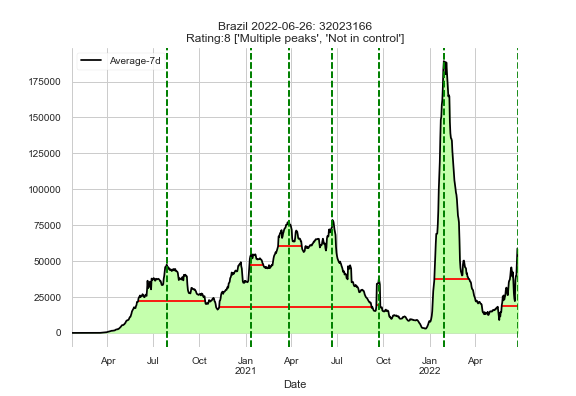 Brazil 2022-06-26: 32023166
Rating:8 ['Multiple peaks', 'Not in control']
Average-7d
175000
150000
125000
100000
75000
50000
25000
0
Apr Jul Oct Jan Apr Jul Oct Jan Apr
2021 2022
Date